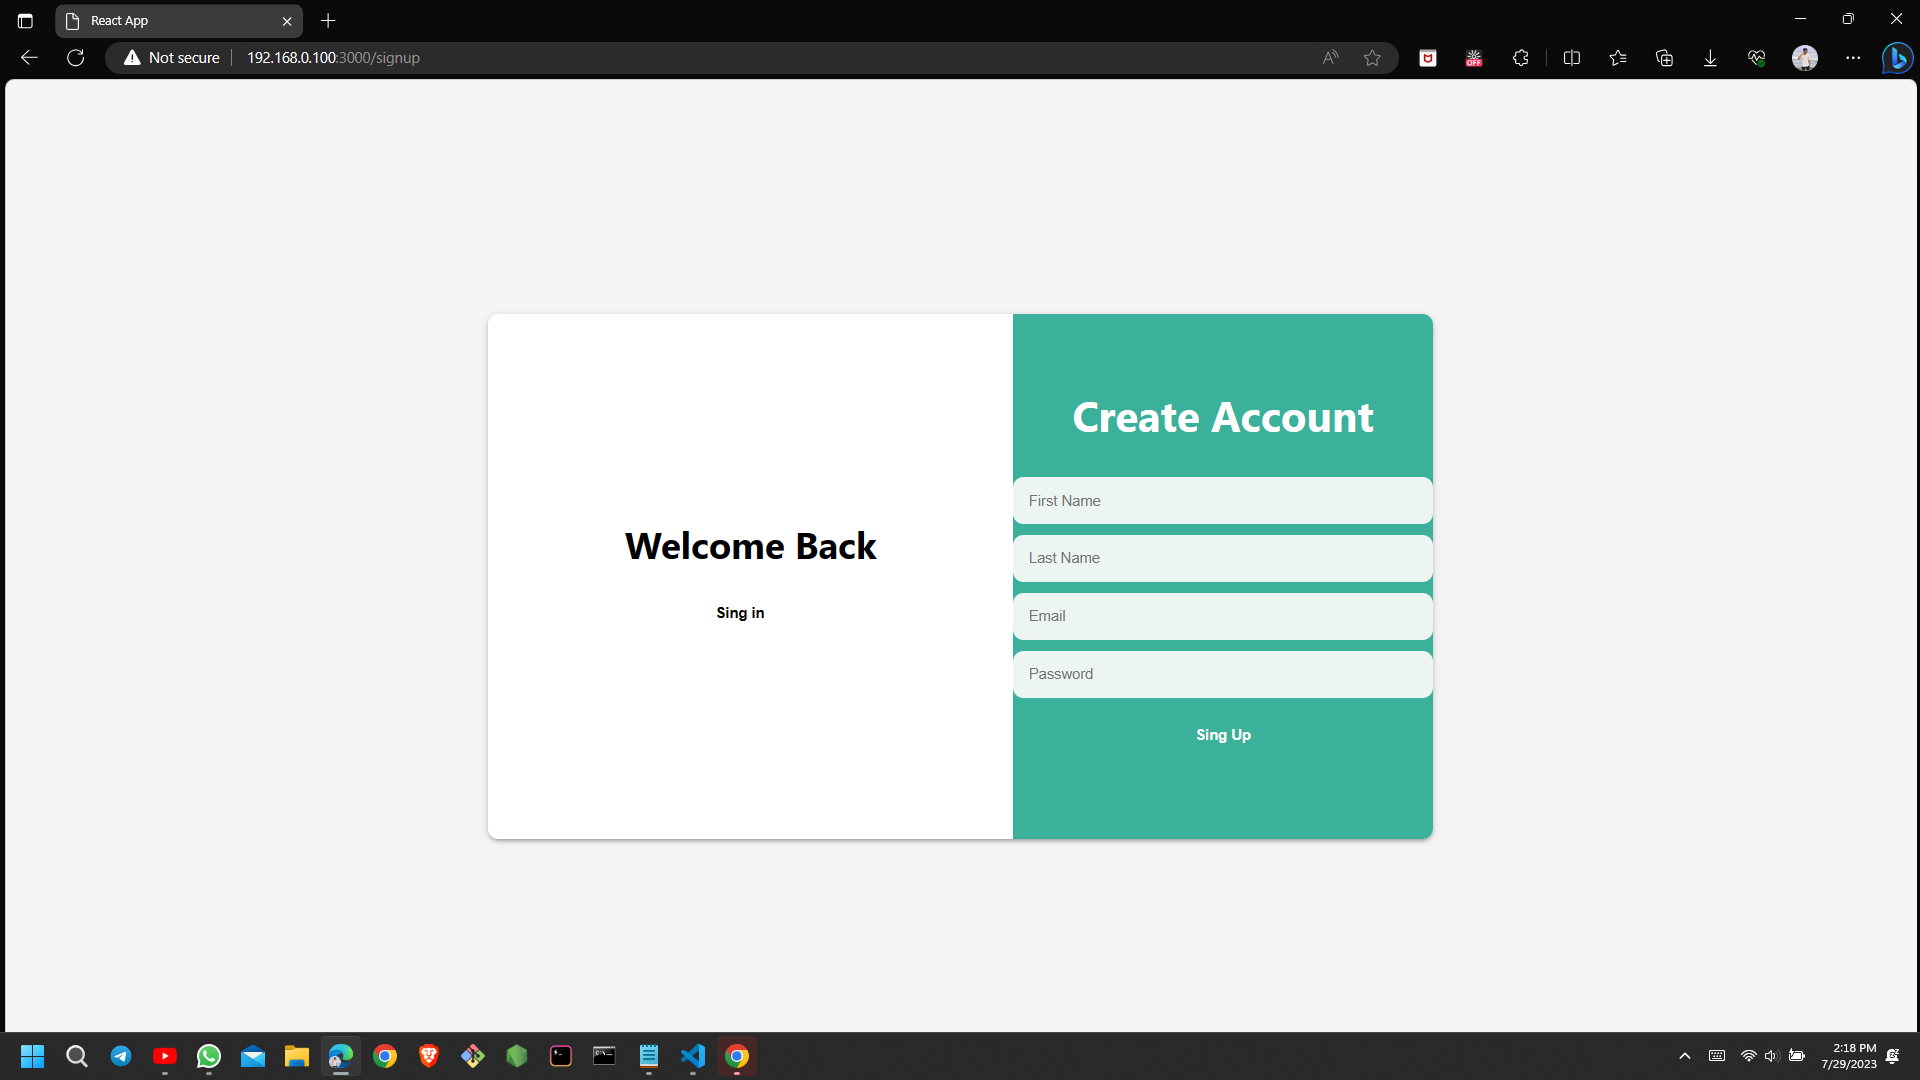 React App
Not secure
192.168.0.100:3000/signup
OFF
Welcome Back
Sing in
Create Account
First Name
Last Name
Email
Password
Sing Up
2:18 PM
7/29/2023